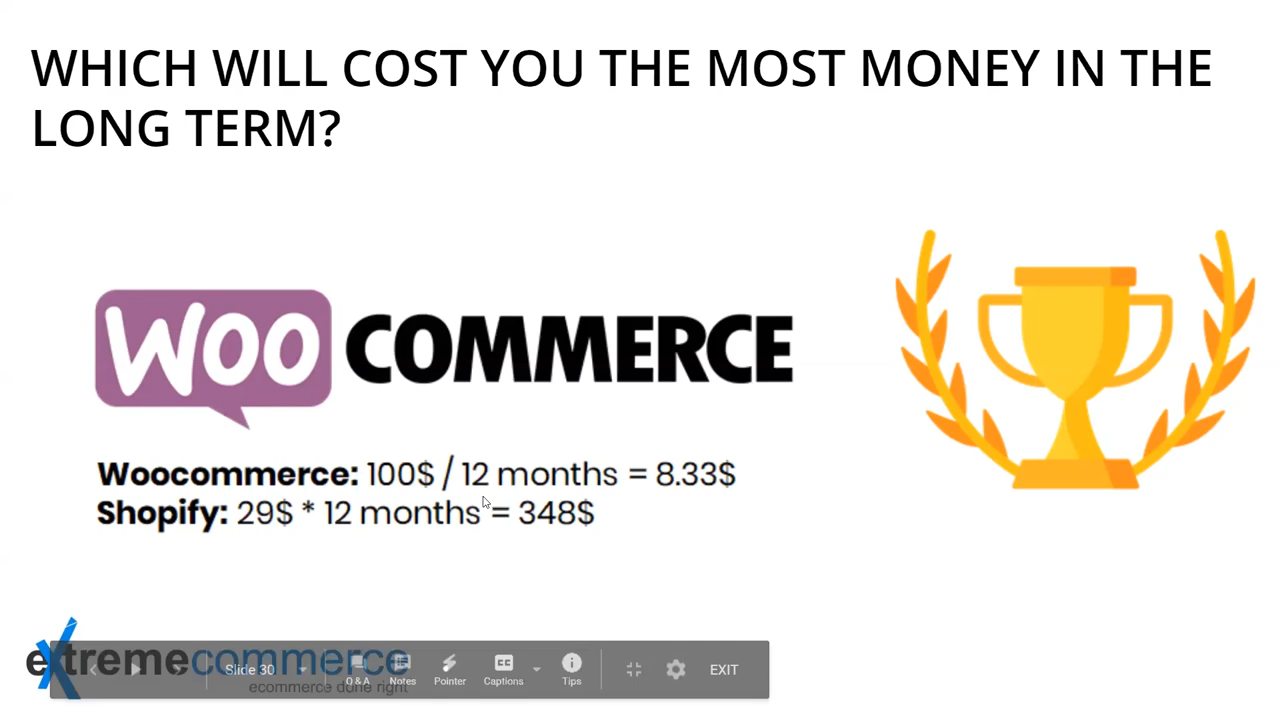 WHICH WILL COST YOU THE MOST MONEY IN THE
LONG TERM?
WOO COMMERCE
Woocommerce: 100$ / 12 months = 8.33$
Shopify: 29$ * 12 months = 348$
extremecommerce
ecommerce done right
Slide 30
Q & A
Notes
Pointer
CC
Captions
Tips
EXIT